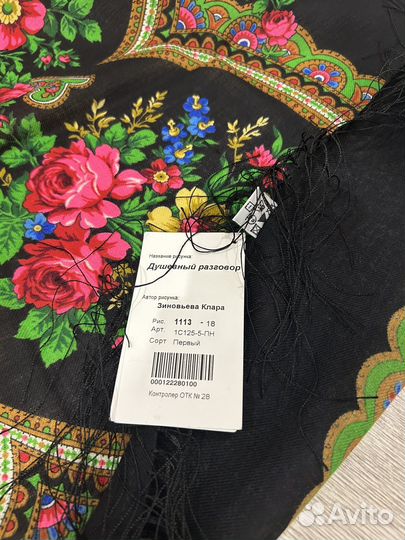 Название рисунка:
Душевный разговор
Автор рисунка:
Зиновьева Клара
Рис. 1113 - 18
Арт. 1С125-5-ПН
Сорт Первый
000122280100
Контролер ОТК № 28
Avito